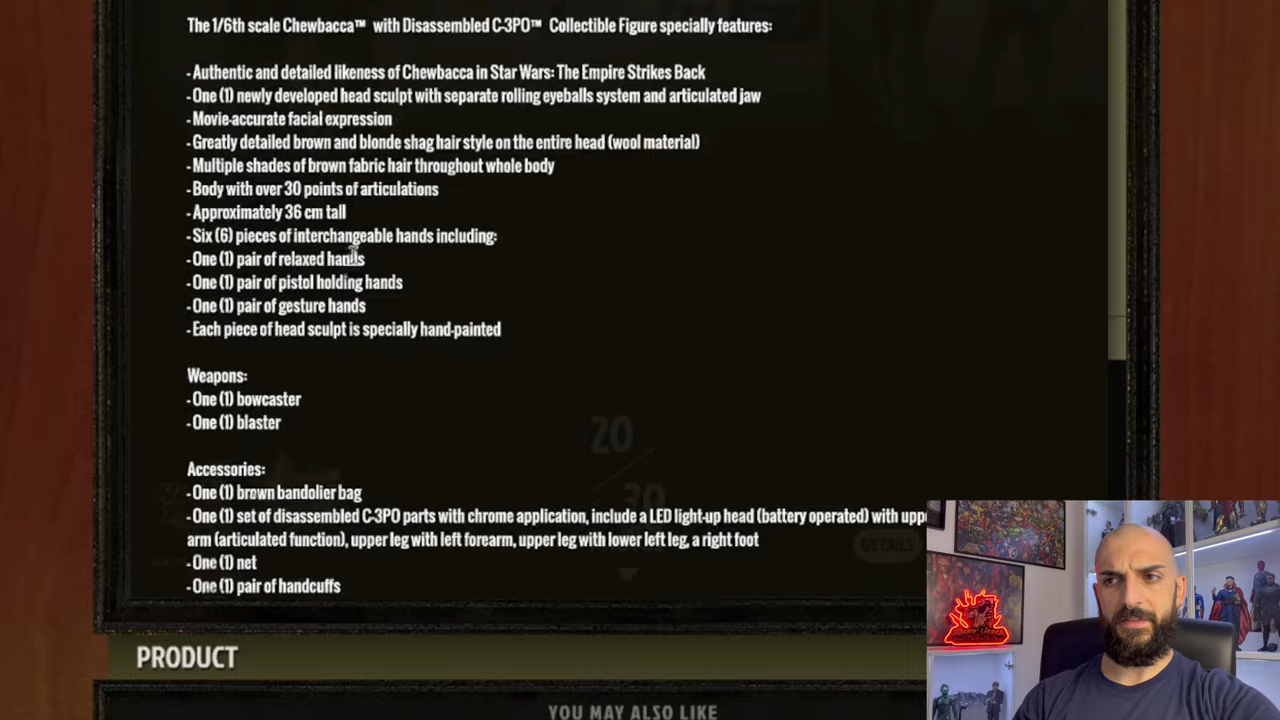 The 1/6th scale Chewbacca™ with Disassembled C-3PO™ Collectible Figure specially features:
- Authentic and detailed likeness of Chewbacca in Star Wars: The Empire Strikes Back
- One (1) newly developed head sculpt with separate rolling eyeballs system and articulated jaw
- Movie-accurate facial expression
- Greatly detailed brown and blonde shag hair style on the entire head (wool material)
- Multiple shades of brown fabric hair throughout whole body
- Body with over 30 points of articulations
- Approximately 36 cm tall
- Six (6) pieces of interchangeable hands including:
- One (1) pair of relaxed hands
- One (1) pair of pistol holding hands
- One (1) pair of gesture hands
- Each piece of head sculpt is specially hand-painted
Weapons:
- One (1) bowcaster
- One (1) blaster
20
30
Accessories:
- One (1) brown bandolier bag
- One (1) set of disassembled C-3PO parts with chrome application, include a LED light-up head (battery operated) with upp
arm (articulated function), upper leg with left forearm, upper leg with lower left leg, a right foot
DETAILS
- One (1) net
- One (1) pair of handcuffs
PRODUCT
YOU MAY ALSO LIKE